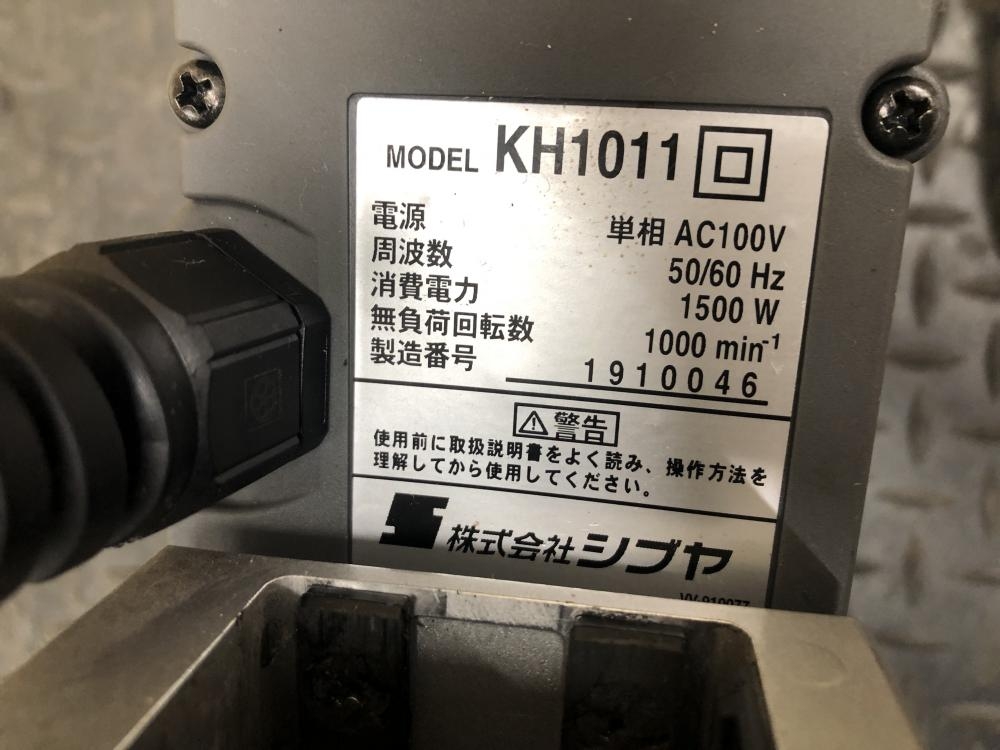 MODEL KH1011
電源 単相 AC100V
周波数 50/60 Hz
消費電力 1500 W
無負荷回転数 1000 min⁻¹
製造番号 1910046
⚠警告
使用前に取扱説明書をよく読み、操作方法を
理解してから使用してください。
株式会社シブヤ